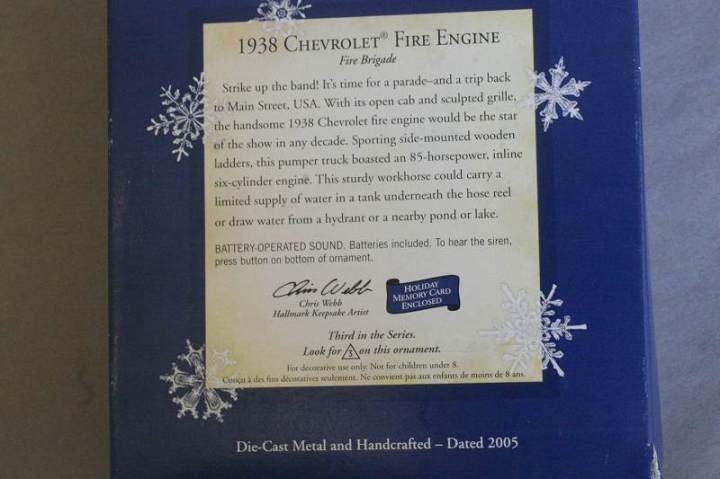 1938 CHEVROLET® FIRE ENGINE
Fire Brigade
Strike up the band! It's time for a parade–and a trip back
to Main Street, USA. With its open cab and sculpted grille,
the handsome 1938 Chevrolet fire engine would be the star
of the show in any decade. Sporting side-mounted wooden
ladders, this pumper truck boasted an 85-horsepower, inline
six-cylinder engine. This sturdy workhorse could carry a
limited supply of water in a tank underneath the hose reel
or draw water from a hydrant or a nearby pond or lake.
BATTERY-OPERATED SOUND. Batteries included. To hear the siren,
press button on bottom of ornament.
Chris Webb
Chris Webb
Hallmark Keepsake Artist
HOLIDAY
MEMORY CARD
ENCLOSED
Third in the Series.
Look for 3 on this ornament.
For decorative use only. Not for children under 8.
Conçu à des fins décoratives seulement. Ne convient pas aux enfants de moins de 8 ans.
Die-Cast Metal and Handcrafted – Dated 2005